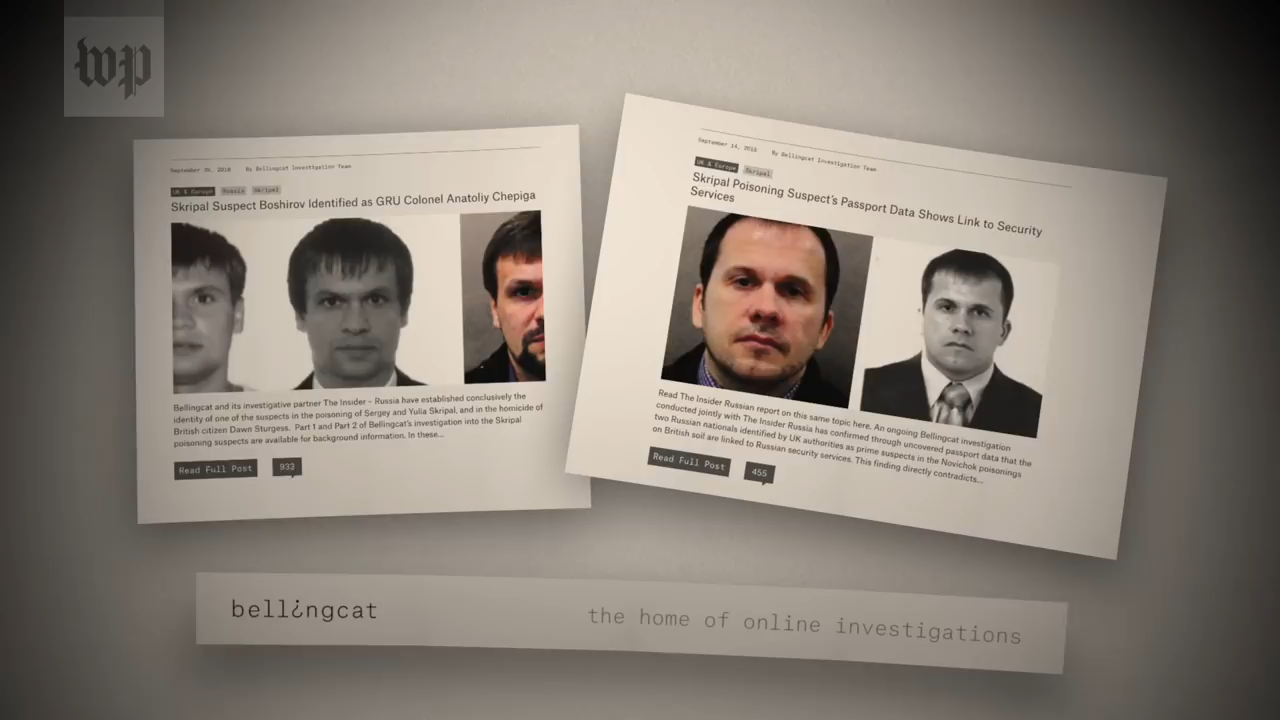 wp
By Bellingcat Investigation Team
UK & Europe Russia Skripal
Skripal Suspect Boshirov Identified as GRU Colonel Anatoliy Chepiga
Bellingcat and its investigative partner The Insider – Russia have established conclusively the
identity of one of the suspects in the poisoning of Sergey and Yulia Skripal, and in the homicide of
British citizen Dawn Sturgess. Part 1 and Part 2 of Bellingcat's investigation into the Skripal
poisoning suspects are available for background information. In these...
Read Full Post 933
September 14, 2018 By Bellingcat Investigation Team
UK & Europe Skripal
Skripal Poisoning Suspect's Passport Data Shows Link to Security
Services
Read The Insider Russian report on this same topic here. An ongoing Bellingcat investigation
conducted jointly with The Insider Russia has confirmed through uncovered passport data that the
two Russian nationals identified by UK authorities as prime suspects in the Novichok poisonings
on British soil are linked to Russian security services. This finding directly contradicts...
Read Full Post 455
bell¿ngcat
the home of online investigations